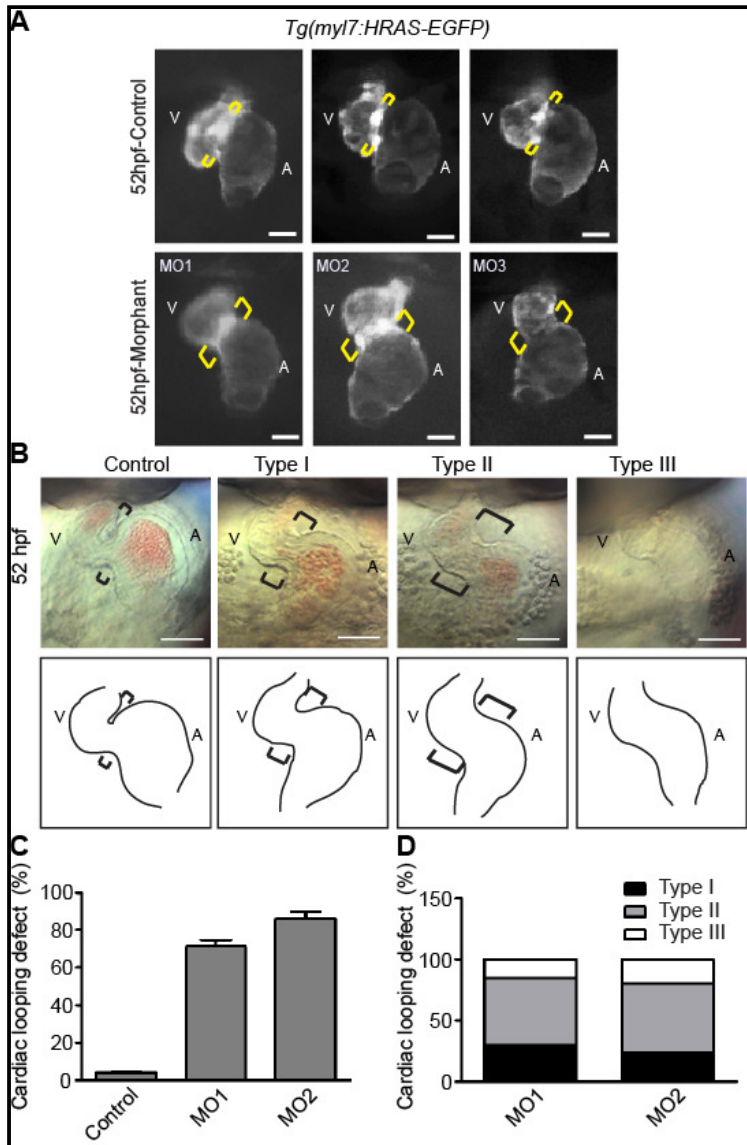 A
Tg(myl7:HRAS-EGFP)
52hpf-Control
V
A
V
A
V
A
52hpf-Morphant
MO1
V
A
MO2
V
A
MO3
V
A
B
Control
Type I
Type II
Type III
52 hpf
V
A
V
A
V
A
V
A
V
A
V
A
V
A
V
A
C
Cardiac looping defect (%)
100
80
60
40
20
0
Control
MO1
MO2
D
Cardiac looping defect (%)
150
100
50
0
Type I
Type II
Type III
MO1
MO2